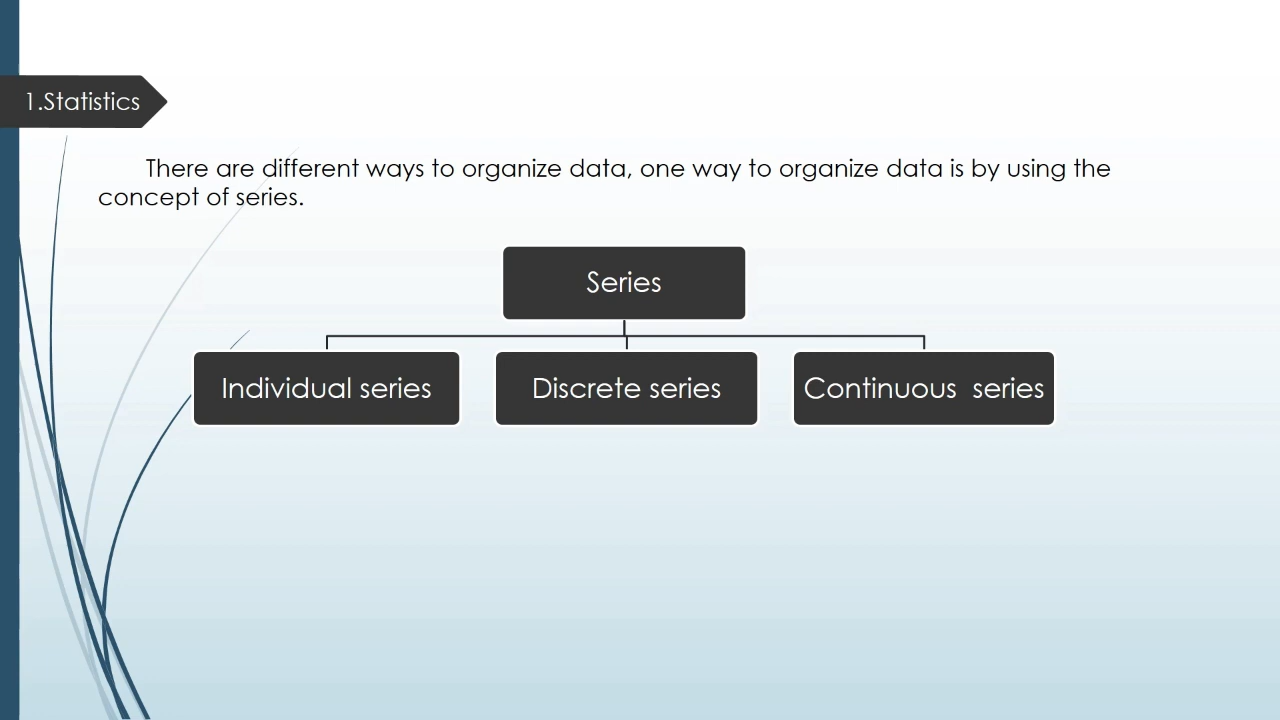 1.Statistics
There are different ways to organize data, one way to organize data is by using the
concept of series.
Series
Individual series
Discrete series
Continuous  series